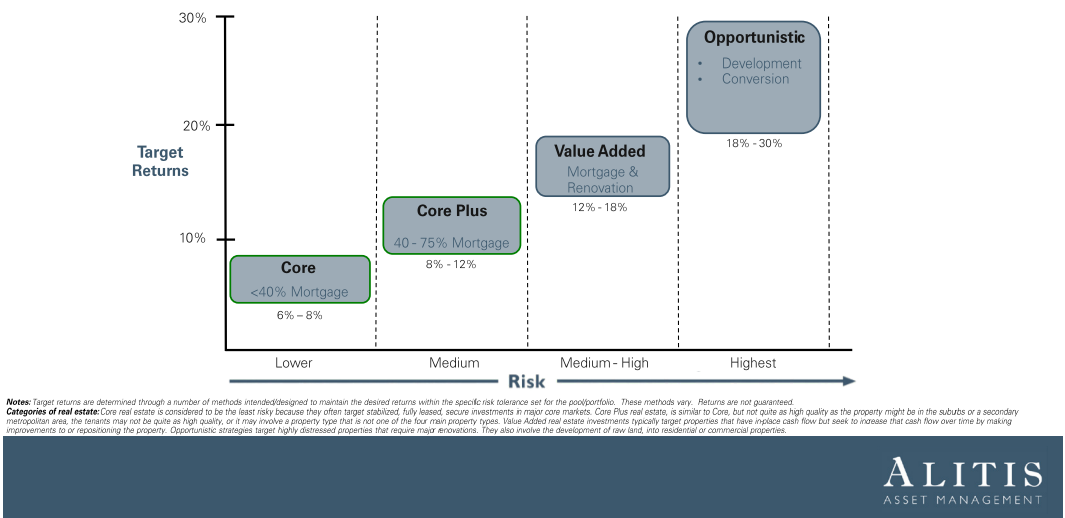 30%
20%
10%
Target
Returns
Opportunistic
• Development
• Conversion
18% - 30%
Value Added
Mortgage &
Renovation
12% - 18%
Core Plus
40 - 75% Mortgage
8% - 12%
Core
<40% Mortgage
6% – 8%
Lower
Medium
Medium - High
Highest
Risk
Notes: Target returns are determined through a number of methods intended/designed to maintain the desired returns within the specific risk tolerance set for the pool/portfolio. These methods vary. Returns are not guaranteed.
Categories of real estate: Core real estate is considered to be the least risky because they often target stabilized, fully leased, secure investments in major core markets. Core Plus real estate, is similar to Core, but not quite as high quality as the property might be in the suburbs or a secondary
metropolitan area, the tenants may not be quite as high quality, or it may involve a property type that is not one of the four main property types. Value Added real estate investments typically target properties that have in-place cash flow but seek to increase that cash flow over time by making
improvements to or repositioning the property. Opportunistic strategies target highly distressed properties that require major renovations. They also involve the development of raw land, into residential or commercial properties.
ALITIS
ASSET MANAGEMENT